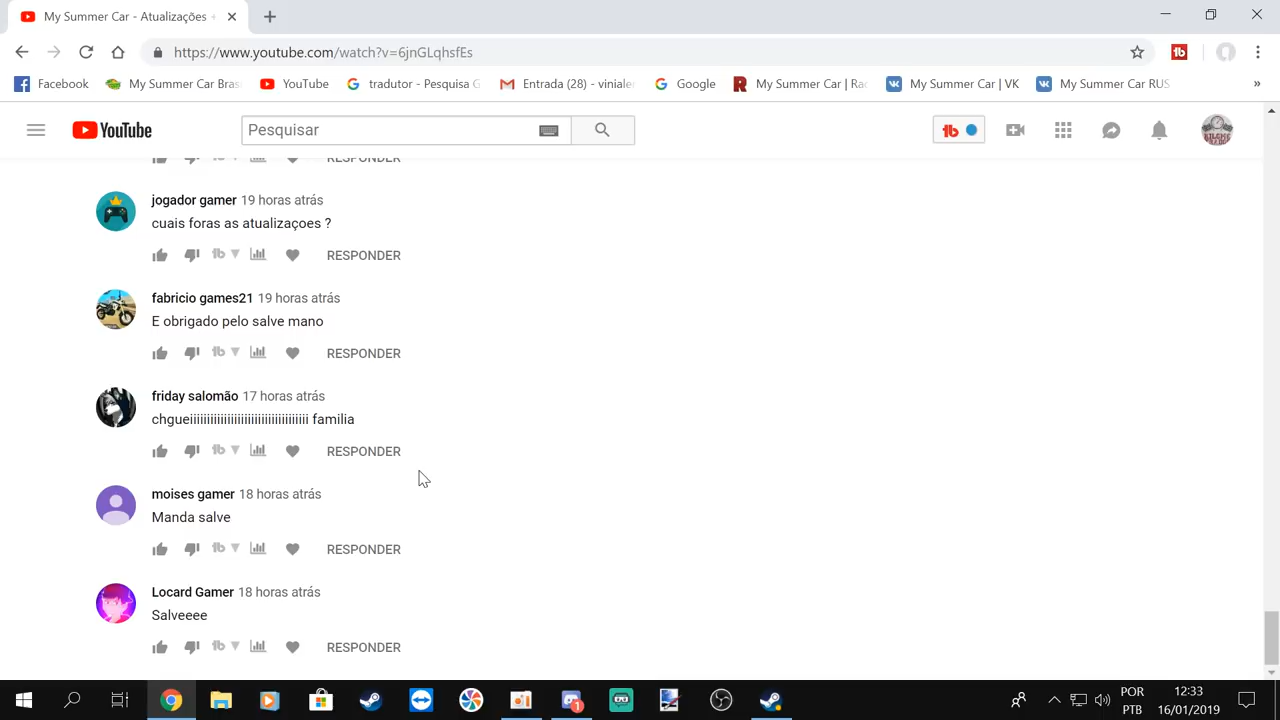 My Summer Car - Atualizações +
https://www.youtube.com/watch?v=6jnGLqhsfEs
Facebook
My Summer Car Bras
YouTube
tradutor - Pesquisa G
Entrada (28) - vinialer
Google
My Summer Car | Rac
My Summer Car | VK
My Summer Car RUS
»
YouTube
Pesquisar
RESPONDER
jogador gamer 19 horas atrás
cuais foras as atualizaçoes ?
RESPONDER
fabricio games21 19 horas atrás
E obrigado pelo salve mano
RESPONDER
friday salomão 17 horas atrás
chgueiiiiiiiiiiiiiiiiiiiiiiiiiiiiiiiiiii familia
RESPONDER
moises gamer 18 horas atrás
Manda salve
RESPONDER
Locard Gamer 18 horas atrás
Salveeee
RESPONDER
1
POR
PTB
12:33
16/01/2019